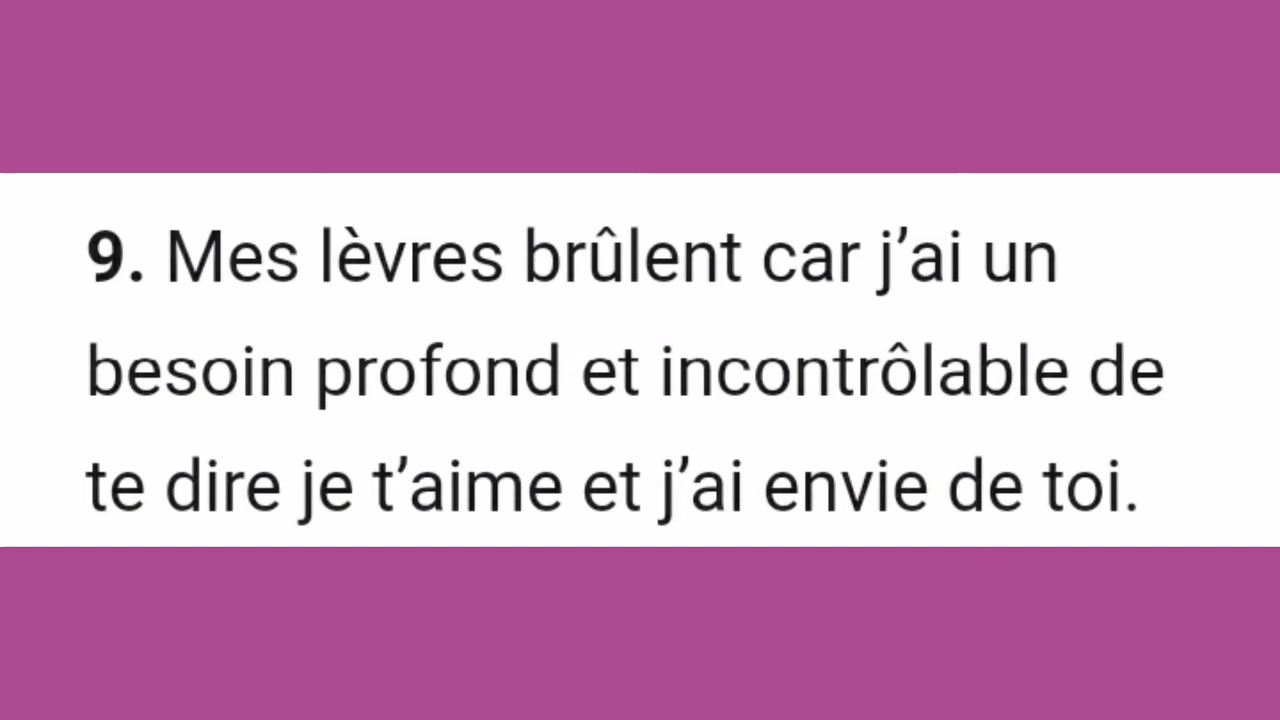 9. Mes lèvres brûlent car j’ai un
besoin profond et incontrôlable de
te dire je t’aime et j’ai envie de toi.